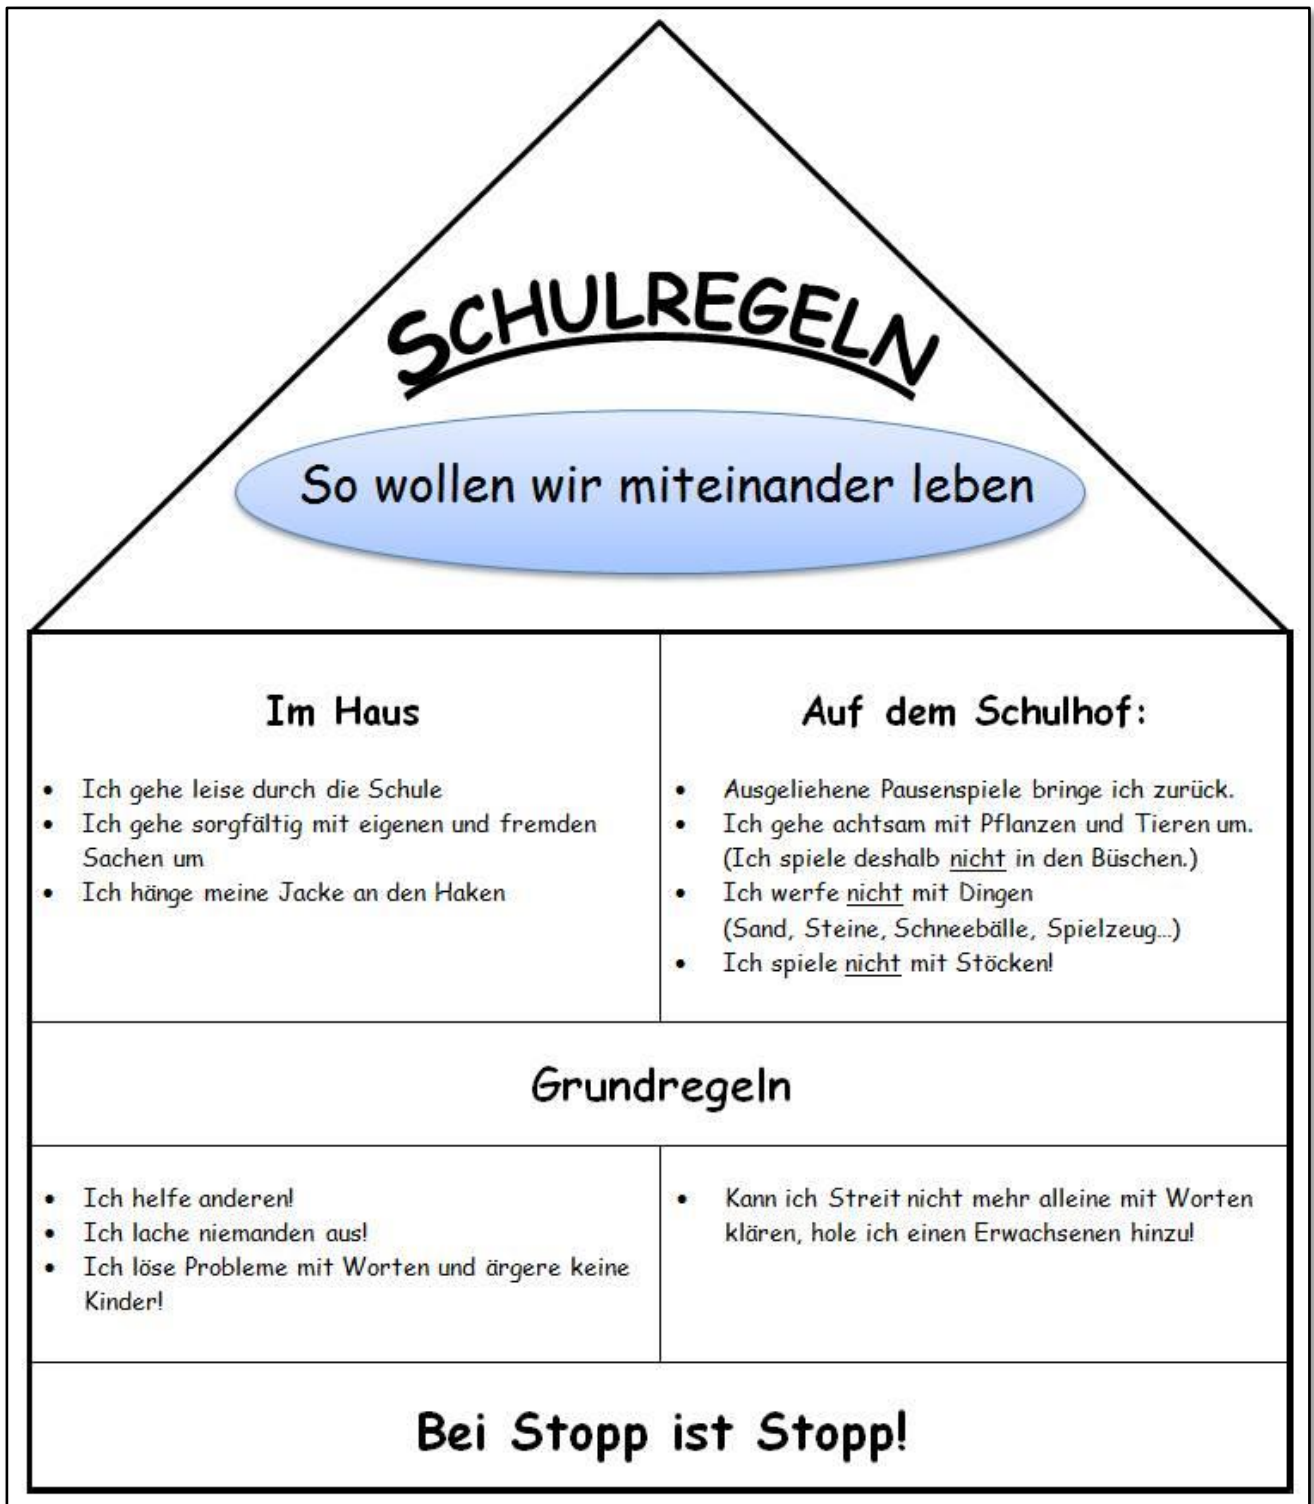 SCHULREGELN
So wollen wir miteinander leben
Im Haus
• Ich gehe leise durch die Schule
• Ich gehe sorgfältig mit eigenen und fremden
Sachen um
• Ich hänge meine Jacke an den Haken
Auf dem Schulhof:
• Ausgeliehene Pausenspiele bringe ich zurück.
• Ich gehe achtsam mit Pflanzen und Tieren um.
(Ich spiele deshalb nicht in den Büschen.)
• Ich werfe nicht mit Dingen
(Sand, Steine, Schneebälle, Spielzeug...)
• Ich spiele nicht mit Stöcken!
Grundregeln
• Ich helfe anderen!
• Ich lache niemanden aus!
• Ich löse Probleme mit Worten und ärgere keine
Kinder!
• Kann ich Streit nicht mehr alleine mit Worten
klären, hole ich einen Erwachsenen hinzu!
Bei Stopp ist Stopp!